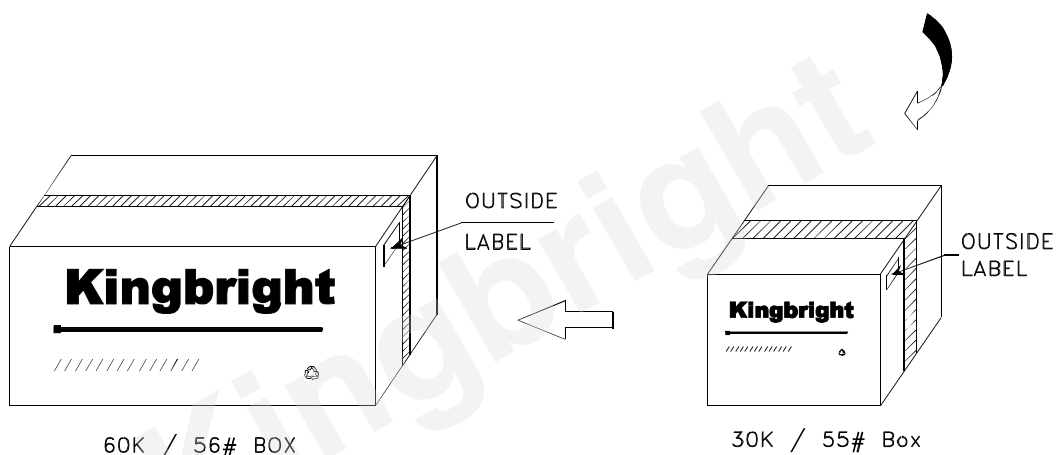 Kingbright
OUTSIDE
LABEL
Kingbright
60K / 56# BOX
OUTSIDE
LABEL
Kingbright
30K / 55# Box